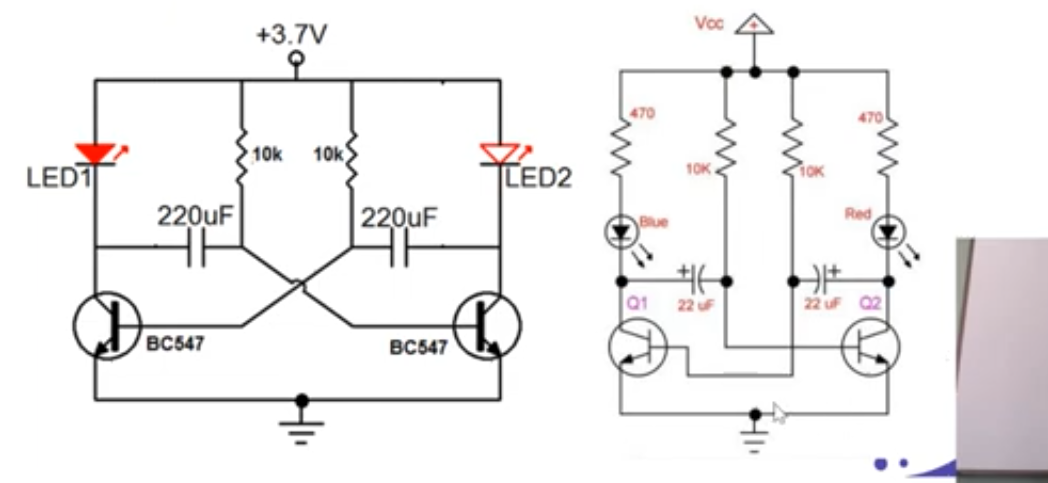 +3.7V
10k
10k
LED1
LED2
220uF
220uF
BC547
BC547
Vcc
+
470
470
10K
10K
Blue
Red
+
+
Q1
22 uF
22 uF
Q2